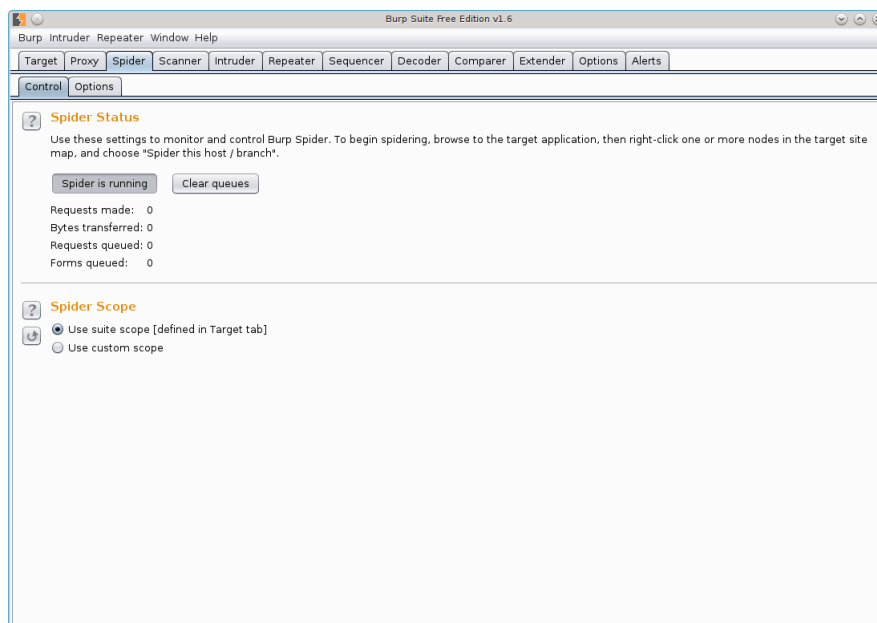 Burp Suite Free Edition v1.6
Burp Intruder Repeater Window Help
Target Proxy Spider Scanner Intruder Repeater Sequencer Decoder Comparer Extender Options Alerts
Control Options
? Spider Status
Use these settings to monitor and control Burp Spider. To begin spidering, browse to the target application, then right-click one or more nodes in the target site
map, and choose "Spider this host / branch".
Spider is running Clear queues
Requests made: 0
Bytes transferred: 0
Requests queued: 0
Forms queued: 0
? Spider Scope
Use suite scope [defined in Target tab]
Use custom scope